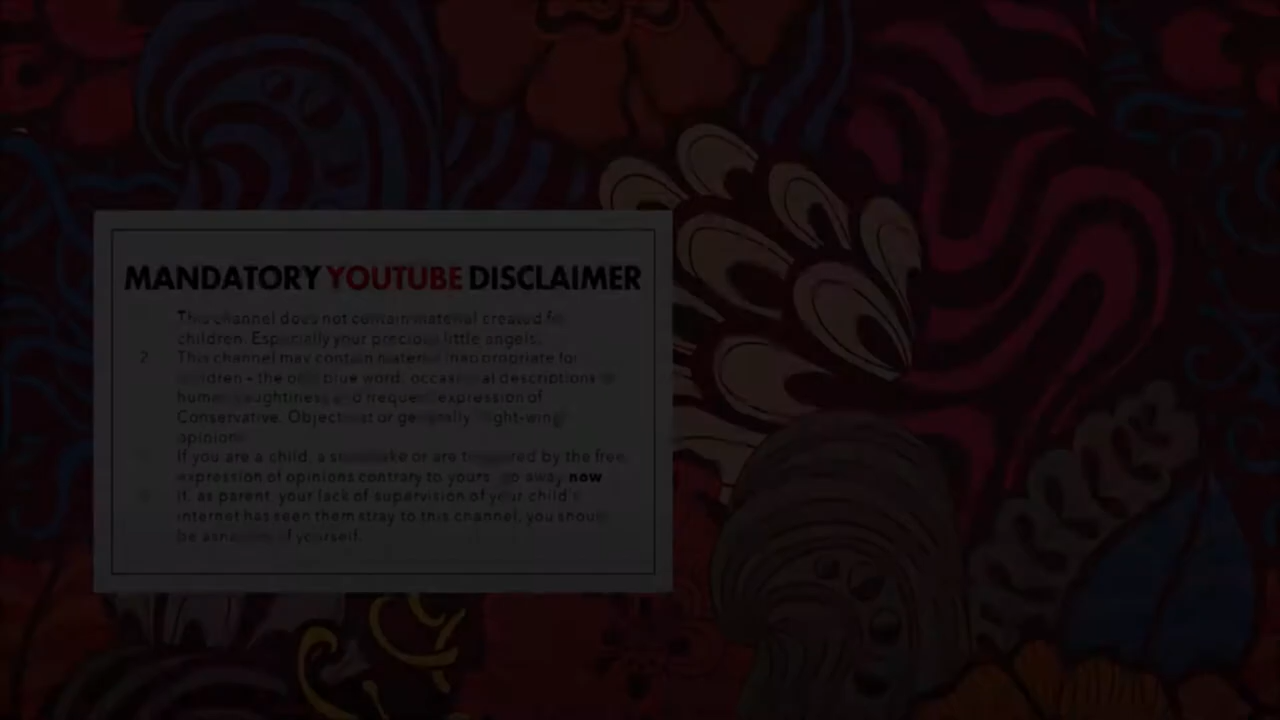 MANDATORY YOUTUBE DISCLAIMER
This channel does not contain material created for
children. Especially your precious little angels.
2. This channel may contain material inappropriate for
children - the odd blue word, occasional descriptions of
human naughtiness and frequent expression of
Conservative, Objectivist or generally "right-wing"
opinions.
If you are a child, a snowflake or are triggered by the free
expression of opinions contrary to yours, go away now
If, as parent, your lack of supervision of your child's
internet has seen them stray to this channel, you should
be ashamed of yourself.